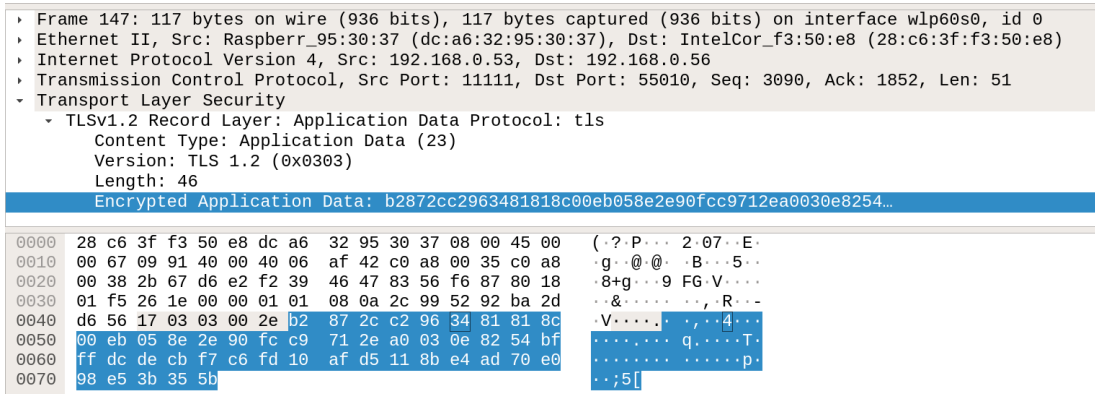 Frame 147: 117 bytes on wire (936 bits), 117 bytes captured (936 bits) on interface wlp60s0, id 0
Ethernet II, Src: Raspberr_95:30:37 (dc:a6:32:95:30:37), Dst: IntelCor_f3:50:e8 (28:c6:3f:f3:50:e8)
Internet Protocol Version 4, Src: 192.168.0.53, Dst: 192.168.0.56
Transmission Control Protocol, Src Port: 11111, Dst Port: 55010, Seq: 3090, Ack: 1852, Len: 51
Transport Layer Security
TLSv1.2 Record Layer: Application Data Protocol: tls
Content Type: Application Data (23)
Version: TLS 1.2 (0x0303)
Length: 46
Encrypted Application Data: b2872cc2963481818c00eb058e2e90fcc9712ea0030e8254…
0000 28 c6 3f f3 50 e8 dc a6 32 95 30 37 08 00 45 00 (·?·P··· 2·07··E·
0010 00 67 09 91 40 00 40 06 af 42 c0 a8 00 35 c0 a8 ·g··@·@· ·B···5··
0020 00 38 2b 67 d6 e2 f2 39 46 47 83 56 f6 87 80 18 ·8+g···9 FG·V····
0030 01 f5 26 1e 00 00 01 01 08 0a 2c 99 52 92 ba 2d ··&····· ··,·R··-
0040 d6 56 17 03 03 00 2e b2 87 2c c2 96 34 81 81 8c ·V····.· ·,··4···
0050 00 eb 05 8e 2e 90 fc c9 71 2e a0 03 0e 82 54 bf ····.··· q.····T·
0060 ff dc de cb f7 c6 fd 10 af d5 11 8b e4 ad 70 e0 ········ ······p·
0070 98 e5 3b 35 5b ··;5[